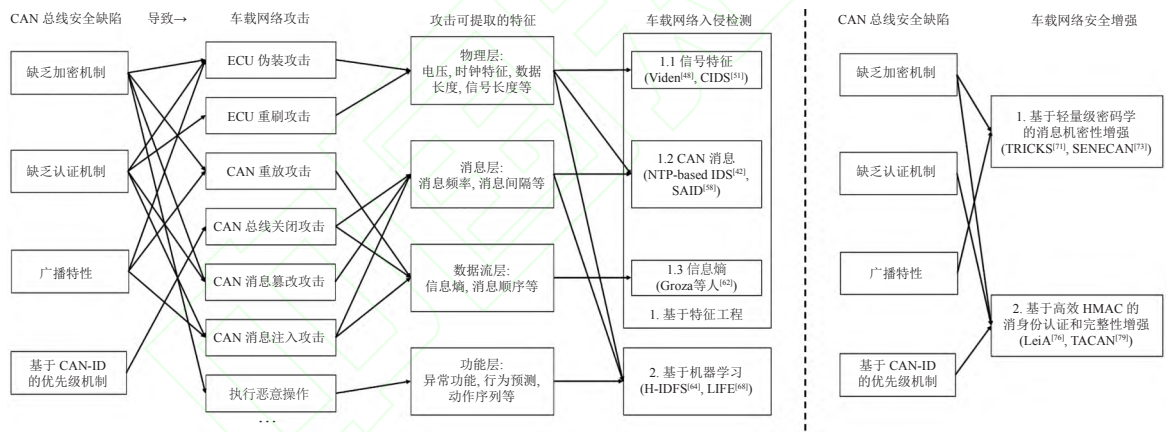 CAN 总线安全缺陷
导致→
车载网络攻击
攻击可提取的特征
车载网络入侵检测
缺乏加密机制
缺乏认证机制
广播特性
基于 CAN-ID
的优先级机制
ECU 伪装攻击
ECU 重刷攻击
CAN 重放攻击
CAN 总线关闭攻击
CAN 消息篡改攻击
CAN 消息注入攻击
执行恶意操作
...
物理层:
电压, 时钟特征, 数据
长度, 信号长度等
消息层:
消息频率, 消息间隔等
数据流层:
信息熵, 消息顺序等
功能层:
异常功能, 行为预测,
动作序列等
1.1 信号特征
(Viden[48], CIDS[51])
1.2 CAN 消息
(NTP-based IDS[42],
SAID[58])
1.3 信息熵
(Groza等人[62])
1. 基于特征工程
2. 基于机器学习
(H-IDFS[64], LIFE[68])
CAN 总线安全缺陷
车载网络安全增强
缺乏加密机制
缺乏认证机制
广播特性
基于 CAN-ID
的优先级机制
1. 基于轻量级密码学
的消息机密性增强
(TRICKS[71], SENECAN[73])
2. 基于高效 HMAC 的
消身份认证和完整性增强
(LeiA[76], TACAN[79])